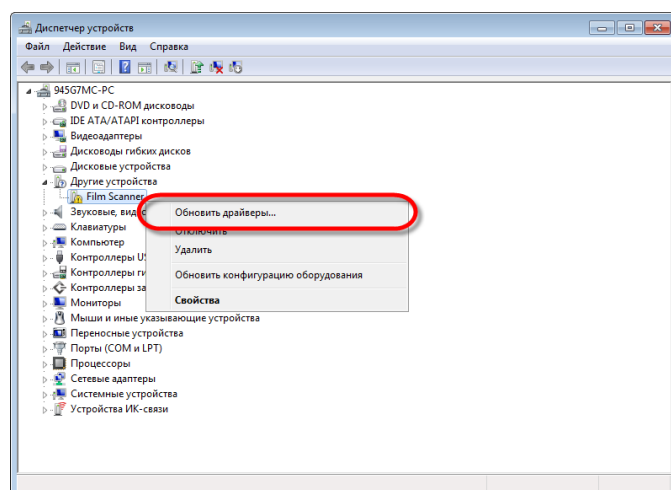 Диспетчер устройств
Файл Действие Вид Справка
945G7MC-PC
DVD и CD-ROM дисководы
IDE ATA/ATAPI контроллеры
Видеоадаптеры
Дисководы гибких дисков
Дисковые устройства
Другие устройства
Film Scanner
Звуковые,
Клавиатуры
Компьютер
Контроллеры
Контроллеры
Контроллеры
Мониторы
Мыши и иные указывающие устройства
Переносные устройства
Порты (COM и LPT)
Процессоры
Сетевые адаптеры
Системные устройства
Устройства ИК-связи
Обновить драйверы...
Отключить
Удалить
Обновить конфигурацию оборудования
Свойства